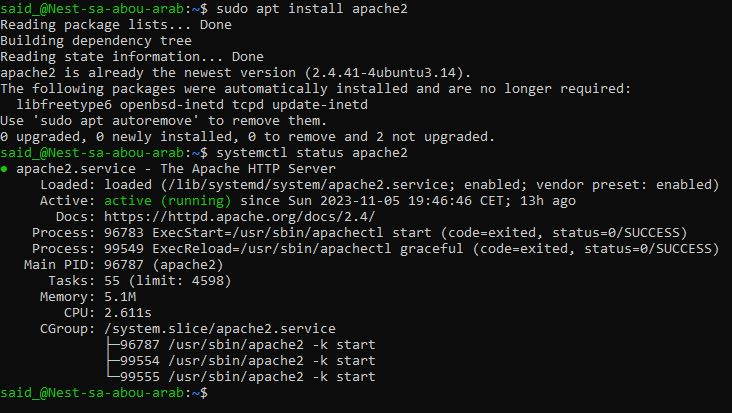 said_@Nest-sa-abou-arab:~$ sudo apt install apache2
Reading package lists... Done
Building dependency tree
Reading state information... Done
apache2 is already the newest version (2.4.41-4ubuntu3.14).
The following packages were automatically installed and are no longer required:
  libfreetype6 openbsd-inetd tcpd update-inetd
Use 'sudo apt autoremove' to remove them.
0 upgraded, 0 newly installed, 0 to remove and 2 not upgraded.
said_@Nest-sa-abou-arab:~$ systemctl status apache2
● apache2.service - The Apache HTTP Server
     Loaded: loaded (/lib/systemd/system/apache2.service; enabled; vendor preset: enabled)
     Active: active (running) since Sun 2023-11-05 19:46:46 CET; 13h ago
       Docs: https://httpd.apache.org/docs/2.4/
    Process: 96783 ExecStart=/usr/sbin/apachectl start (code=exited, status=0/SUCCESS)
    Process: 99549 ExecReload=/usr/sbin/apachectl graceful (code=exited, status=0/SUCCESS)
   Main PID: 96787 (apache2)
      Tasks: 55 (limit: 4598)
     Memory: 5.1M
        CPU: 2.611s
     CGroup: /system.slice/apache2.service
             ├─96787 /usr/sbin/apache2 -k start
             ├─99554 /usr/sbin/apache2 -k start
             └─99555 /usr/sbin/apache2 -k start
said_@Nest-sa-abou-arab:~$